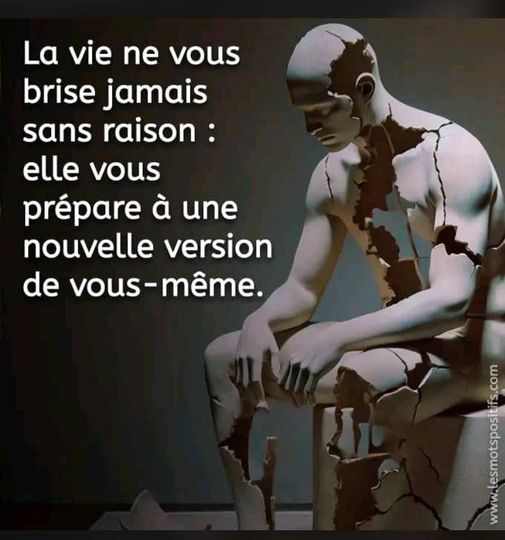 La vie ne vous
brise jamais
sans raison :
elle vous
prépare à une
nouvelle version
de vous-même.
www.lesmotspositifs.com